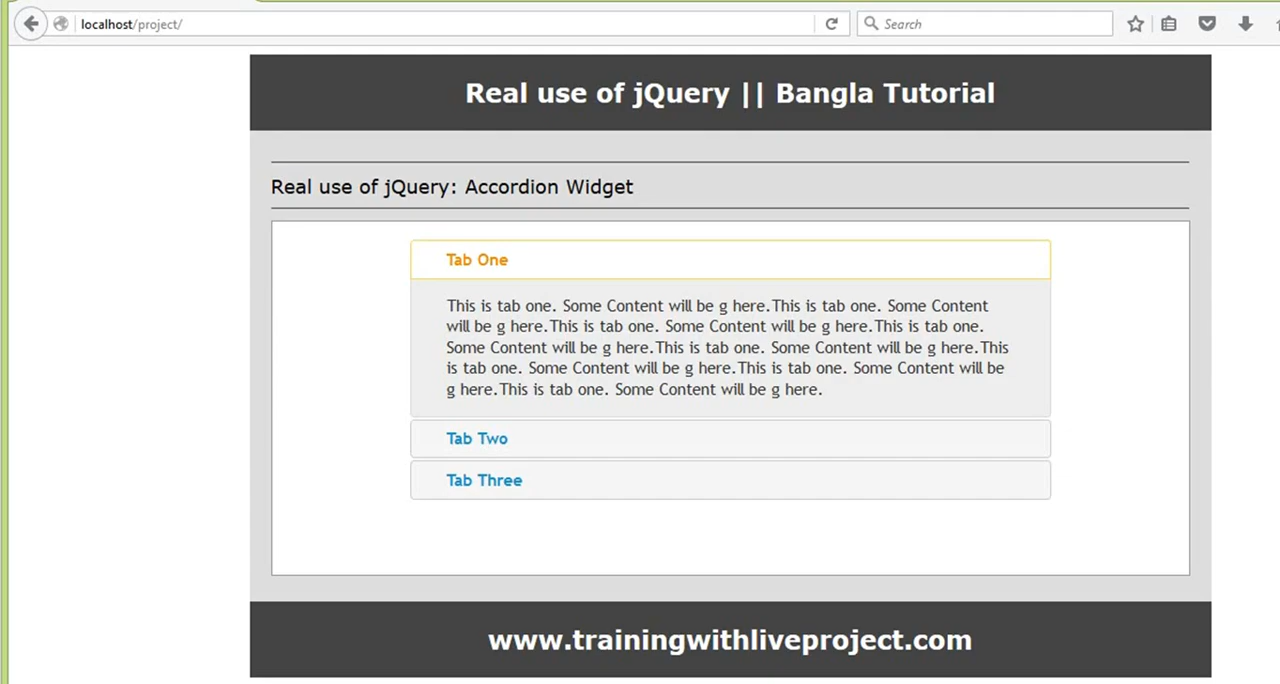 localhost/project/
Search
Real use of jQuery || Bangla Tutorial
Real use of jQuery: Accordion Widget
Tab One
This is tab one. Some Content will be g here.This is tab one. Some Content
will be g here.This is tab one. Some Content will be g here.This is tab one.
Some Content will be g here.This is tab one. Some Content will be g here.This
is tab one. Some Content will be g here.This is tab one. Some Content will be
g here.This is tab one. Some Content will be g here.
Tab Two
Tab Three
www.trainingwithliveproject.com